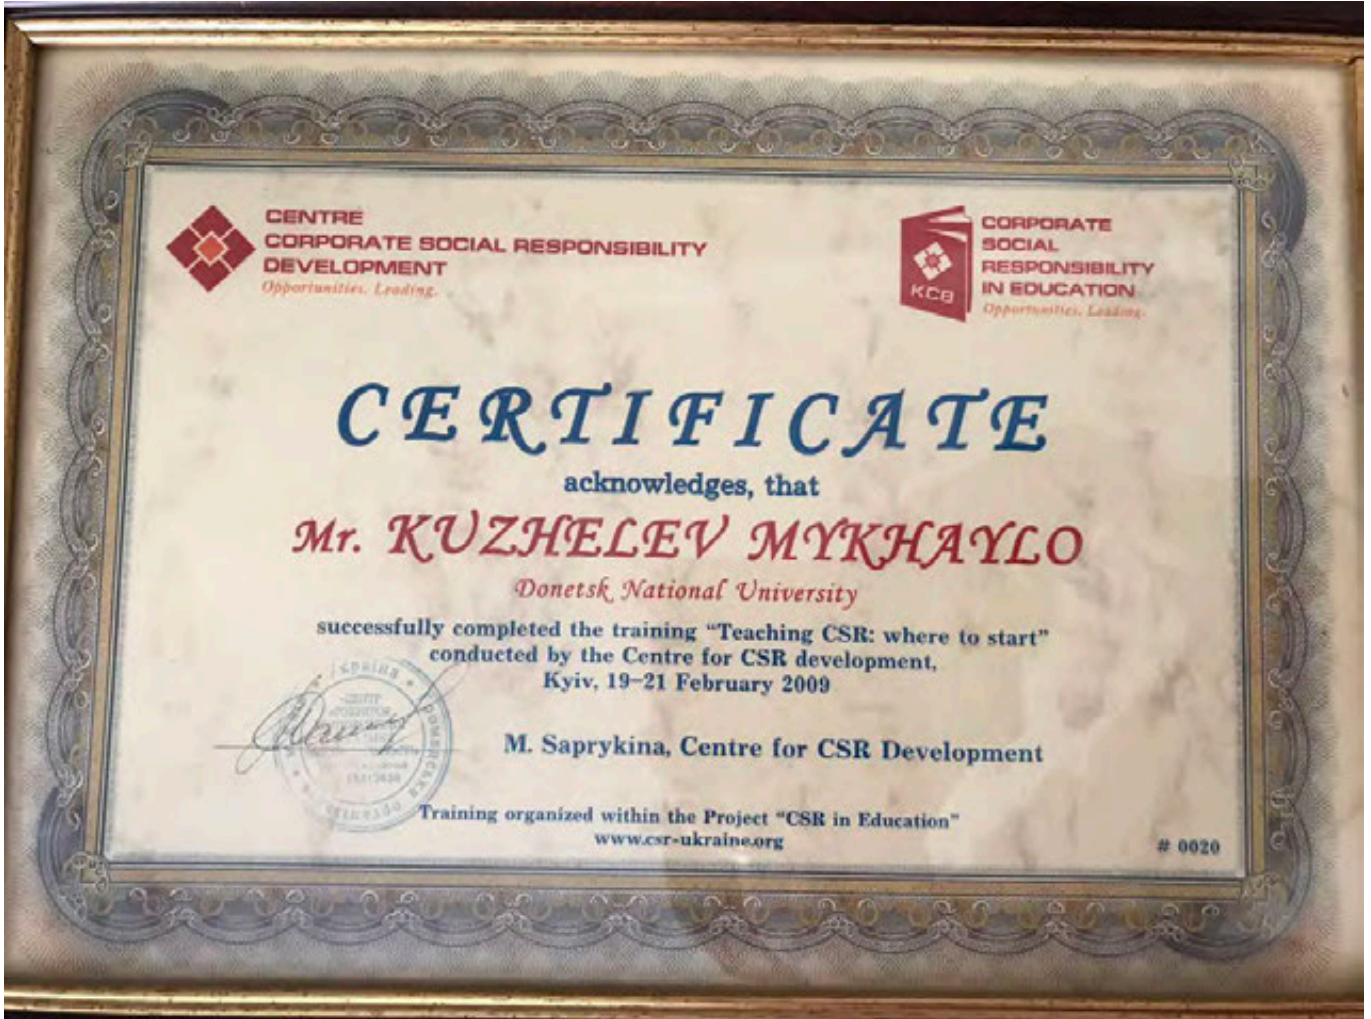 CENTRE
CORPORATE SOCIAL RESPONSIBILITY
DEVELOPMENT
Opportunities. Leading.
CORPORATE
SOCIAL
RESPONSIBILITY
IN EDUCATION
Opportunities. Leading.
КСВ
CERTIFICATE
acknowledges, that
Mr. KUZHELEV MYKHAYLO
Donetsk National University
successfully completed the training “Teaching CSR: where to start”
conducted by the Centre for CSR development,
Kyiv, 19–21 February 2009
Україна
M. Saprykina, Centre for CSR Development
Training organized within the Project “CSR in Education”
www.csr-ukraine.org
# 0020